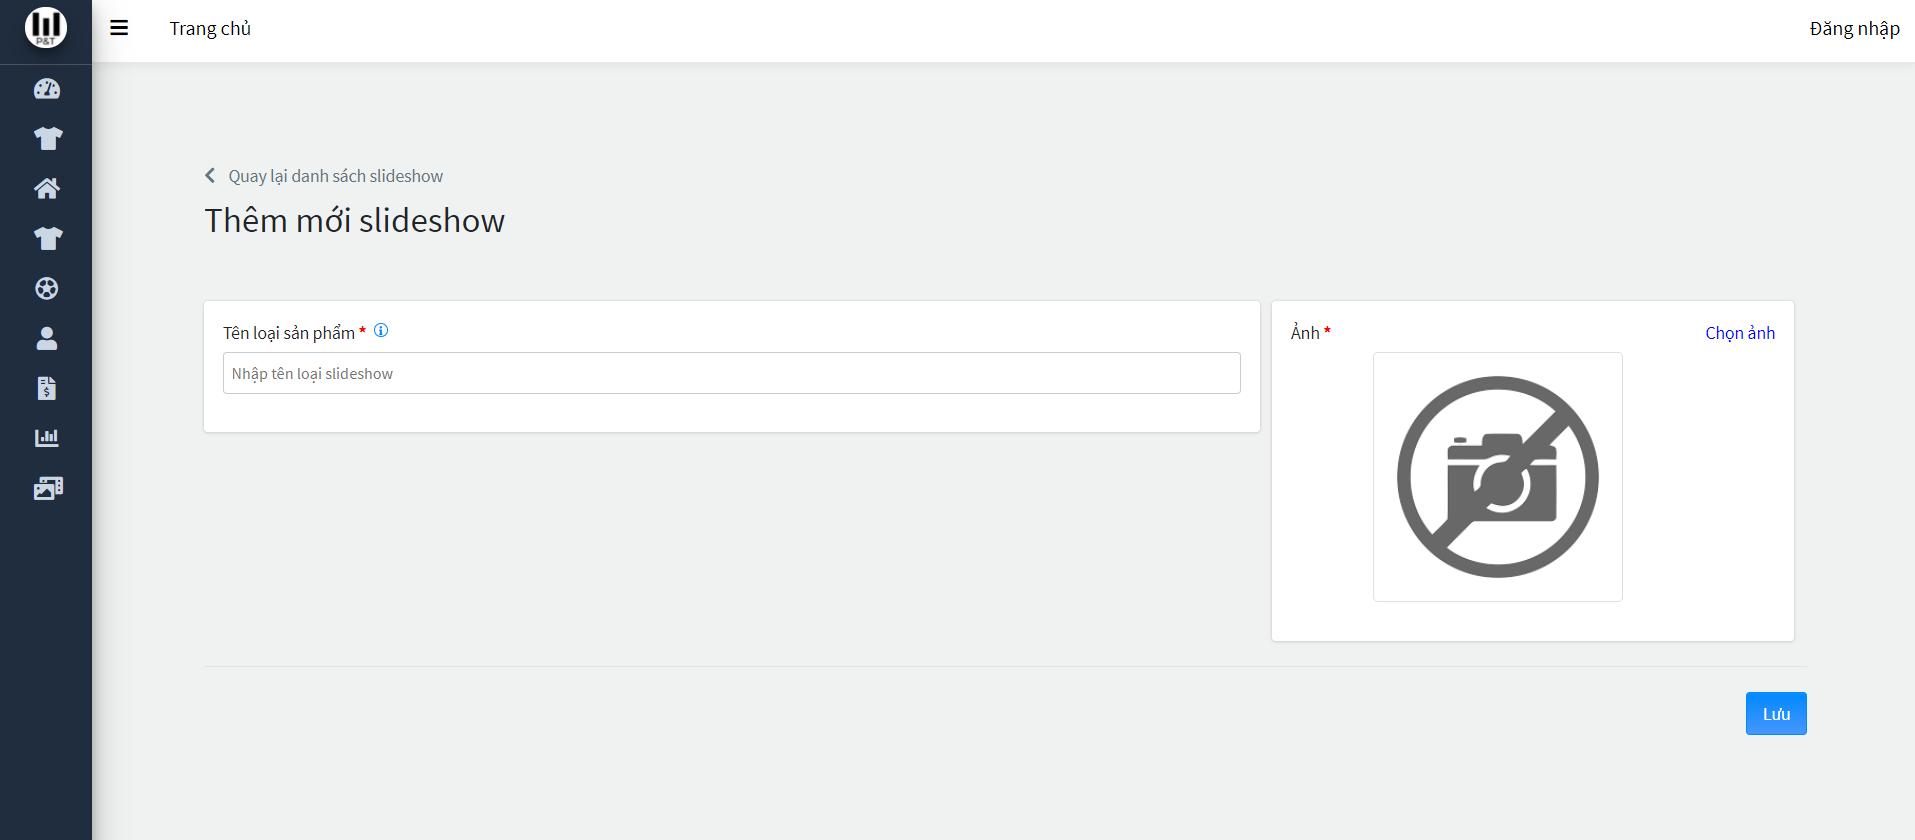 P&T
Trang chủ
Đăng nhập
Quay lại danh sách slideshow
Thêm mới slideshow
Tên loại sản phẩm *
Nhập tên loại slideshow
Ảnh *
Chọn ảnh
Lưu